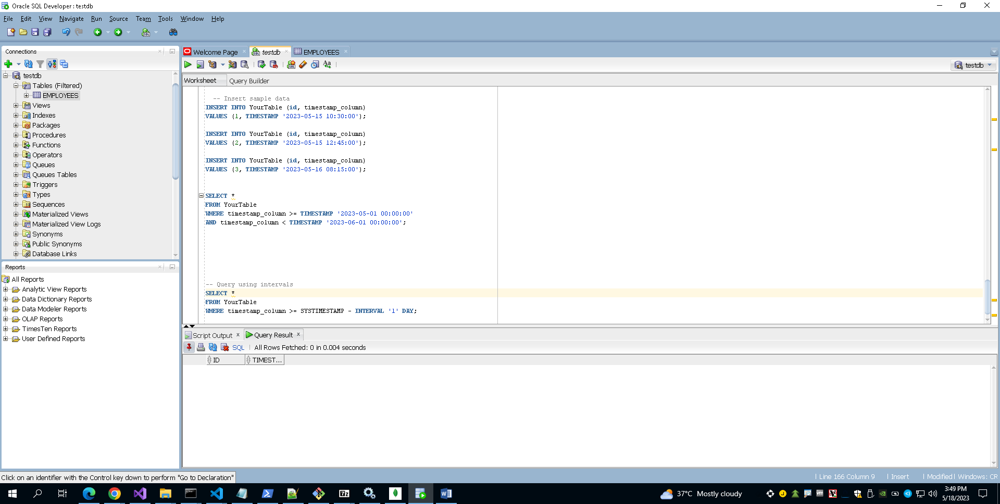 Oracle SQL Developer : testdb
File Edit View Navigate Run Source Team Tools Window Help
Connections
testdb
Tables (Filtered)
EMPLOYEES
Views
Indexes
Packages
Procedures
Functions
Operators
Queues
Queues Tables
Triggers
Types
Sequences
Materialized Views
Materialized View Logs
Synonyms
Public Synonyms
Database Links
Reports
All Reports
Analytic View Reports
Data Dictionary Reports
Data Modeler Reports
OLAP Reports
TimesTen Reports
User Defined Reports
Welcome Page testdb EMPLOYEES
testdb
Worksheet Query Builder
-- Insert sample data
INSERT INTO YourTable (id, timestamp_column)
VALUES (1, TIMESTAMP '2023-05-15 10:30:00');
INSERT INTO YourTable (id, timestamp_column)
VALUES (2, TIMESTAMP '2023-05-15 12:45:00');
INSERT INTO YourTable (id, timestamp_column)
VALUES (3, TIMESTAMP '2023-05-16 08:15:00');
SELECT *
FROM YourTable
WHERE timestamp_column >= TIMESTAMP '2023-05-01 00:00:00'
AND timestamp_column < TIMESTAMP '2023-06-01 00:00:00';
-- Query using intervals
SELECT *
FROM YourTable
WHERE timestamp_column >= SYSTIMESTAMP - INTERVAL '1' DAY;
Script Output Query Result
SQL All Rows Fetched: 0 in 0.004 seconds
ID TIMEST...
Click on an identifier with the Control key down to perform "Go to Declaration"
Line 166 Column 9 Insert Modified Windows: CR
37°C Mostly cloudy
3:49 PM
5/18/2023